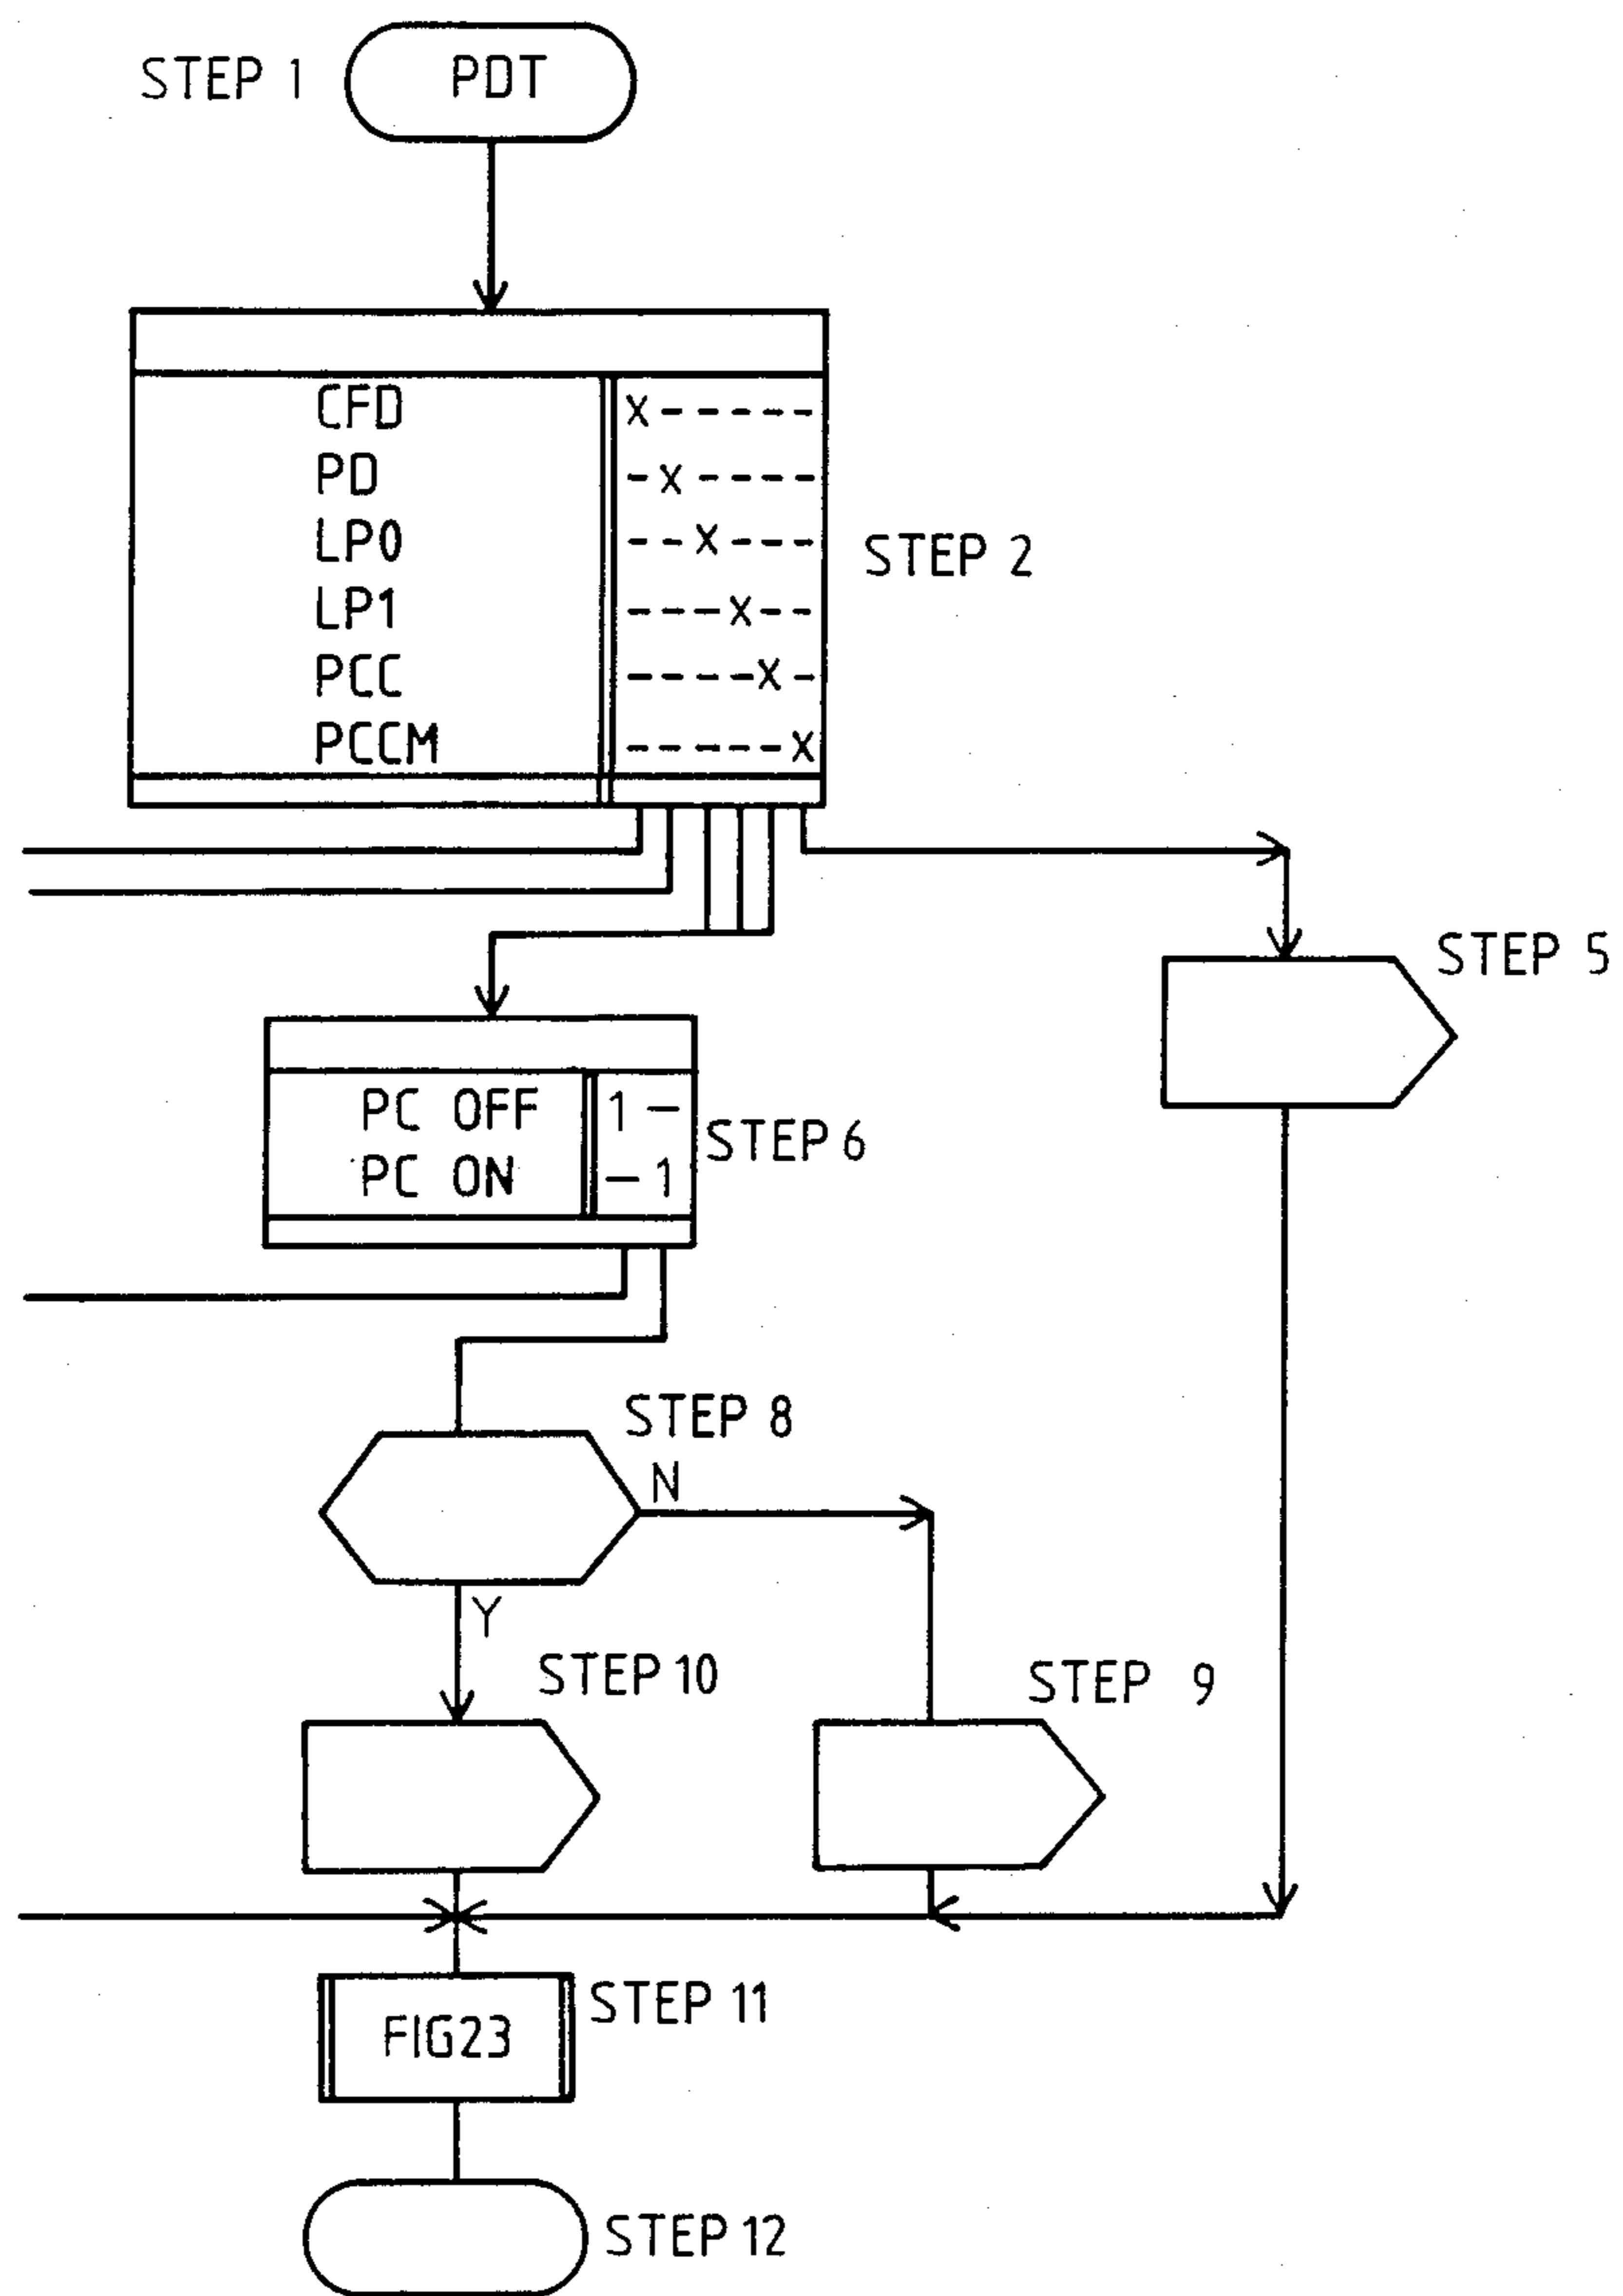 STEP 1 PDT
CFD X-----
PD -X----
LP0 --X---
LP1 ---X--
PCC ----X-
PCCM -----X
STEP 2
STEP 5
PC OFF 1-
PC ON -1
STEP 6
STEP 8
N
Y
STEP 10
STEP 9
FIG23
STEP 11
STEP 12